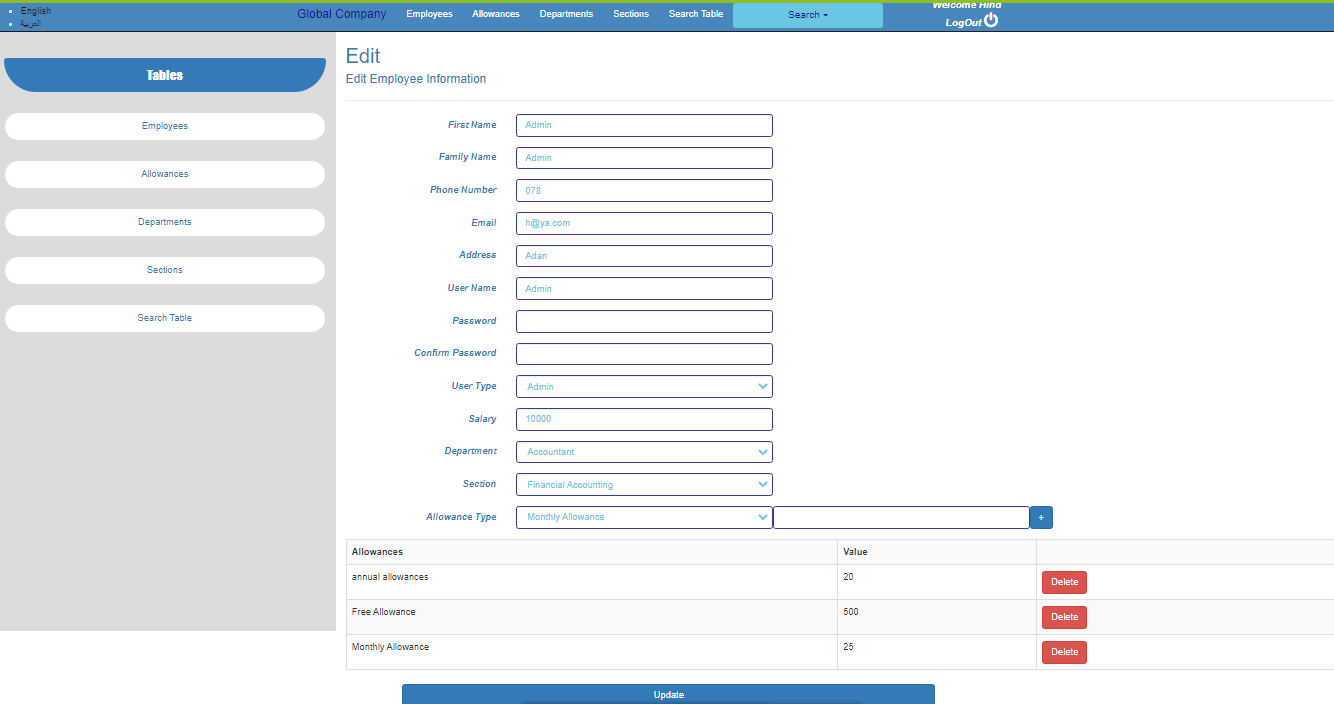 English
العربية
Global Company Employees Allowances Departments Sections Search Table Search
Welcome Hind
LogOut
Tables
Employees
Allowances
Departments
Sections
Search Table
Edit
Edit Employee Information
First Name Admin
Family Name Admin
Phone Number 078
Email h@ya.com
Address Adan
User Name Admin
Password
Confirm Password
User Type Admin
Salary 10000
Department Accountant
Section Financial Accounting
Allowance Type Monthly Allowance +
Allowances Value
annual allowances 20 Delete
Free Allowance 500 Delete
Monthly Allowance 25 Delete
Update